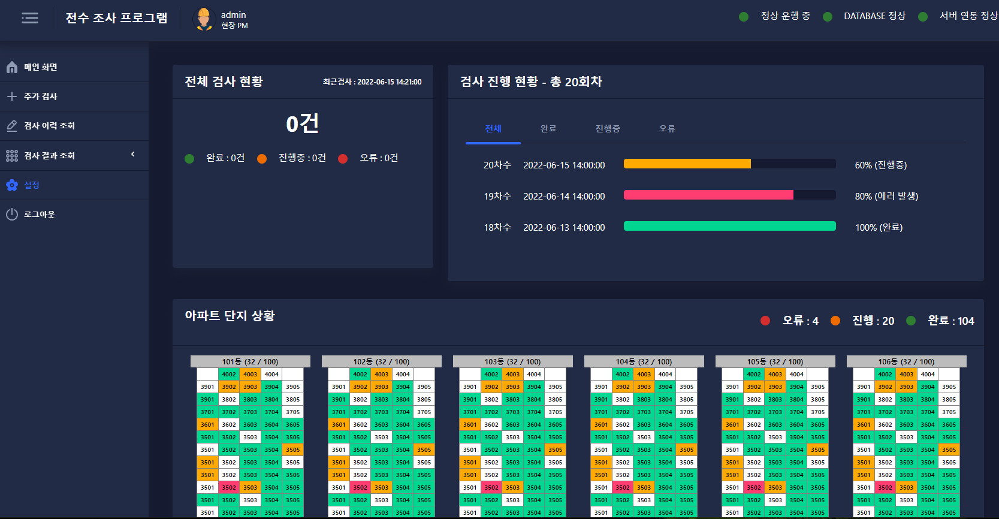 전수 조사 프로그램
admin
현장 PM
정상 운행 중
DATABASE 정상
서버 연동 정상
메인 화면
추가 검사
검사 이력 조회
검사 결과 조회
설정
로그아웃
전체 검사 현황
최근검사 : 2022-06-15 14:21:00
0건
완료 : 0건
진행중 : 0건
오류 : 0건
검사 진행 현황 - 총 20회차
전체 완료 진행중 오류
20차수 2022-06-15 14:00:00 60% (진행중)
19차수 2022-06-14 14:00:00 80% (에러 발생)
18차수 2022-06-13 14:00:00 100% (완료)
아파트 단지 상황
오류 : 4
진행 : 20
완료 : 104
101동 (32 / 100) 102동 (32 / 100) 103동 (32 / 100) 104동 (32 / 100) 105동 (32 / 100) 106동 (32 / 100)
4002 4003 4004 4002 4003 4004 4002 4003 4004 4002 4003 4004 4002 4003 4004 4002 4003 4004
3901 3902 3903 3904 3905 3901 3902 3903 3904 3905 3901 3902 3903 3904 3905 3901 3902 3903 3904 3905 3901 3902 3903 3904 3905 3901 3902 3903 3904 3905
3901 3802 3803 3804 3805 3901 3802 3803 3804 3805 3901 3802 3803 3804 3805 3901 3802 3803 3804 3805 3901 3802 3803 3804 3805 3901 3802 3803 3804 3805
3701 3702 3703 3704 3705 3701 3702 3703 3704 3705 3701 3702 3703 3704 3705 3701 3702 3703 3704 3705 3701 3702 3703 3704 3705 3701 3702 3703 3704 3705
3601 3602 3603 3604 3605 3601 3602 3603 3604 3605 3601 3602 3603 3604 3605 3601 3602 3603 3604 3605 3601 3602 3603 3604 3605 3601 3602 3603 3604 3605
3501 3502 3503 3504 3505 3501 3502 3503 3504 3505 3501 3502 3503 3504 3505 3501 3502 3503 3504 3505 3501 3502 3503 3504 3505 3501 3502 3503 3504 3505
3501 3502 3503 3504 3505 3501 3502 3503 3504 3505 3501 3502 3503 3504 3505 3501 3502 3503 3504 3505 3501 3502 3503 3504 3505 3501 3502 3503 3504 3505
3501 3502 3503 3504 3505 3501 3502 3503 3504 3505 3501 3502 3503 3504 3505 3501 3502 3503 3504 3505 3501 3502 3503 3504 3505 3501 3502 3503 3504 3505
3501 3502 3503 3504 3505 3501 3502 3503 3504 3505 3501 3502 3503 3504 3505 3501 3502 3503 3504 3505 3501 3502 3503 3504 3505 3501 3502 3503 3504 3505
3501 3502 3503 3504 3505 3501 3502 3503 3504 3505 3501 3502 3503 3504 3505 3501 3502 3503 3504 3505 3501 3502 3503 3504 3505 3501 3502 3503 3504 3505
3501 3502 3503 3504 3505 3501 3502 3503 3504 3505 3501 3502 3503 3504 3505 3501 3502 3503 3504 3505 3501 3502 3503 3504 3505 3501 3502 3503 3504 3505
3501 3502 3503 3504 3505 3501 3502 3503 3504 3505 3501 3502 3503 3504 3505 3501 3502 3503 3504 3505 3501 3502 3503 3504 3505 3501 3502 3503 3504 3505